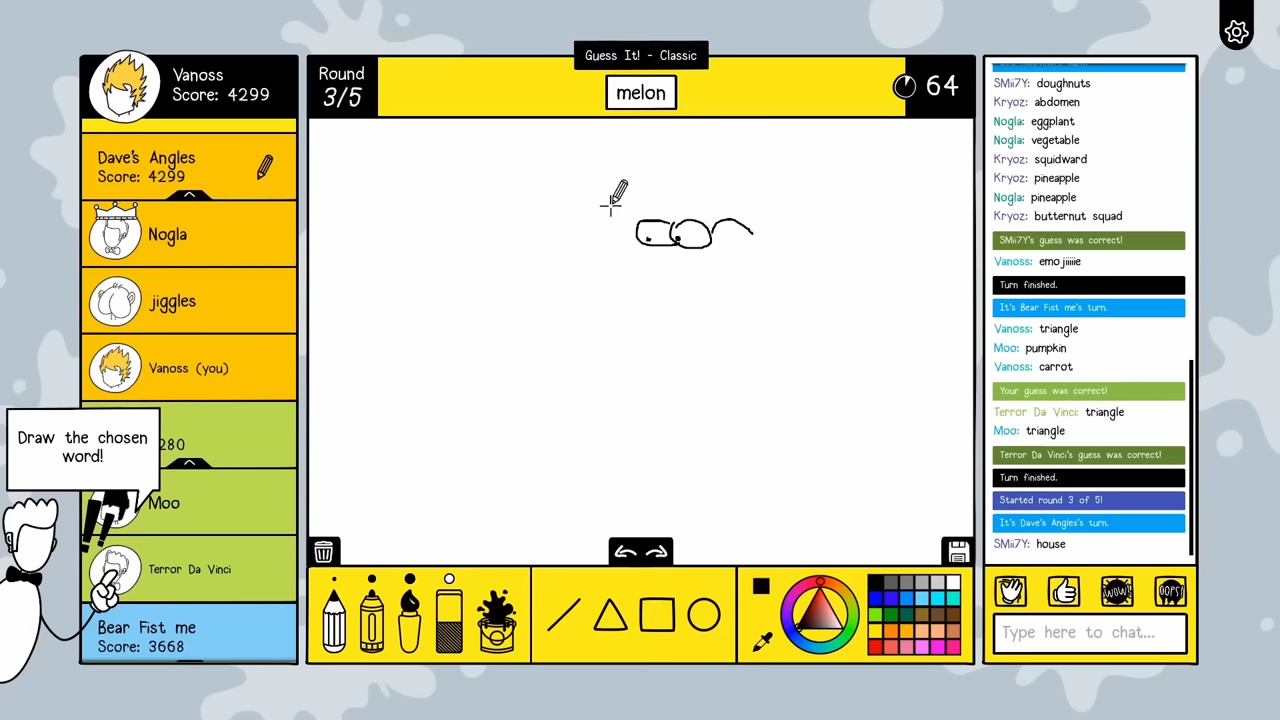 Guess It! - Classic
Vanoss
Score: 4299
Round
3/5
melon
64
Dave's Angles
Score: 4299
Nogla
jiggles
Vanoss (you)
280
Draw the chosen
word!
Moo
Terror Da Vinci
Bear Fist me
Score: 3668
SMii7Y: doughnuts
Kryoz: abdomen
Nogla: eggplant
Nogla: vegetable
Kryoz: squidward
Kryoz: pineapple
Nogla: pineapple
Kryoz: butternut squad
SMii7Y's guess was correct!
Vanoss: emojiiiiie
Turn finished.
It's Bear Fist me's turn.
Vanoss: triangle
Moo: pumpkin
Vanoss: carrot
Your guess was correct!
Terror Da Vinci: triangle
Moo: triangle
Terror Da Vinci's guess was correct!
Turn finished.
Started round 3 of 5!
It's Dave's Angles's turn.
SMii7Y: house
WOW!
OOPS!
Type here to chat...